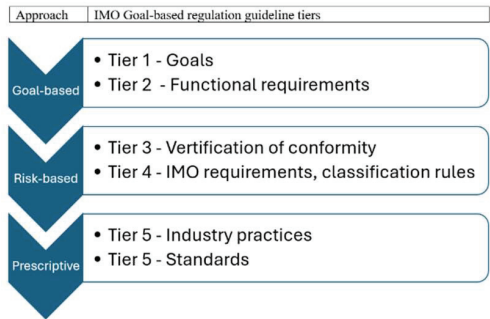 Approach IMO Goal-based regulation guideline tiers
Goal-based
• Tier 1 - Goals
• Tier 2 - Functional requirements
Risk-based
• Tier 3 - Vertification of conformity
• Tier 4 - IMO requirements, classification rules
Prescriptive
• Tier 5 - Industry practices
• Tier 5 - Standards